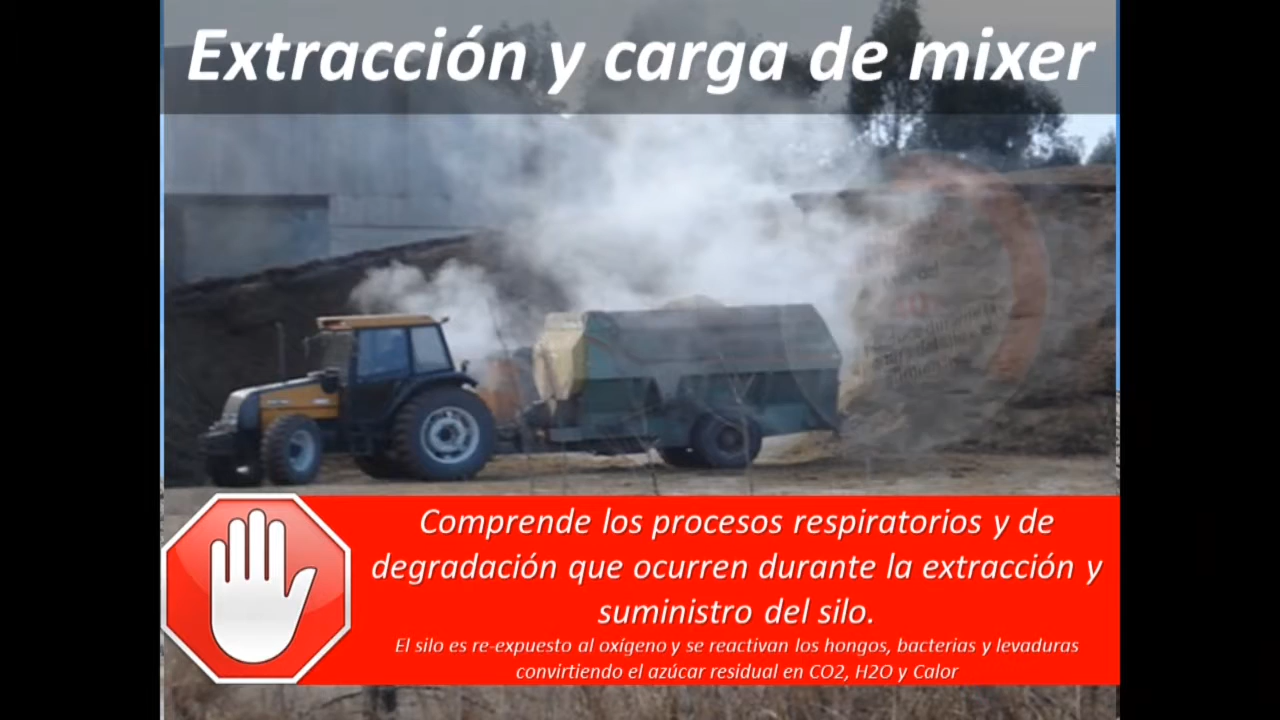 Extracción y carga de mixer
Comprende los procesos respiratorios y de
degradación que ocurren durante la extracción y
suministro del silo.
El silo es re-expuesto al oxígeno y se reactivan los hongos, bacterias y levaduras
convirtiendo el azúcar residual en CO2, H2O y Calor